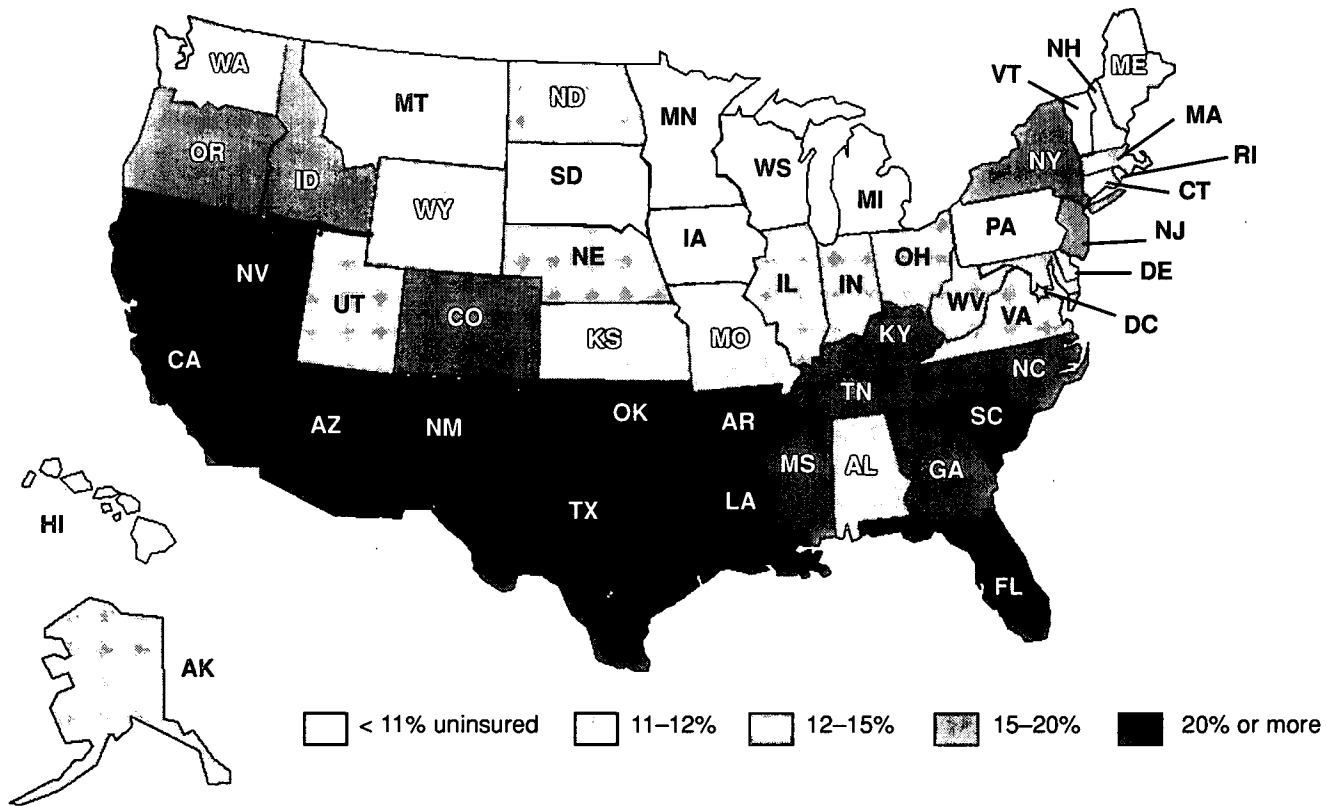 WA
MT
ND
MN
NH
VT
ME
MA
RI
CT
NJ
DE
DC
OR
ID
WY
SD
WS
MI
NY
PA
IA
NE
NV
UT
CO
IL
IN
OH
WV
VA
KS
MO
KY
CA
AZ
NM
OK
AR
TN
NC
SC
MS
AL
GA
TX
LA
FL
HI
AK
< 11% uninsured
11–12%
12–15%
15–20%
20% or more